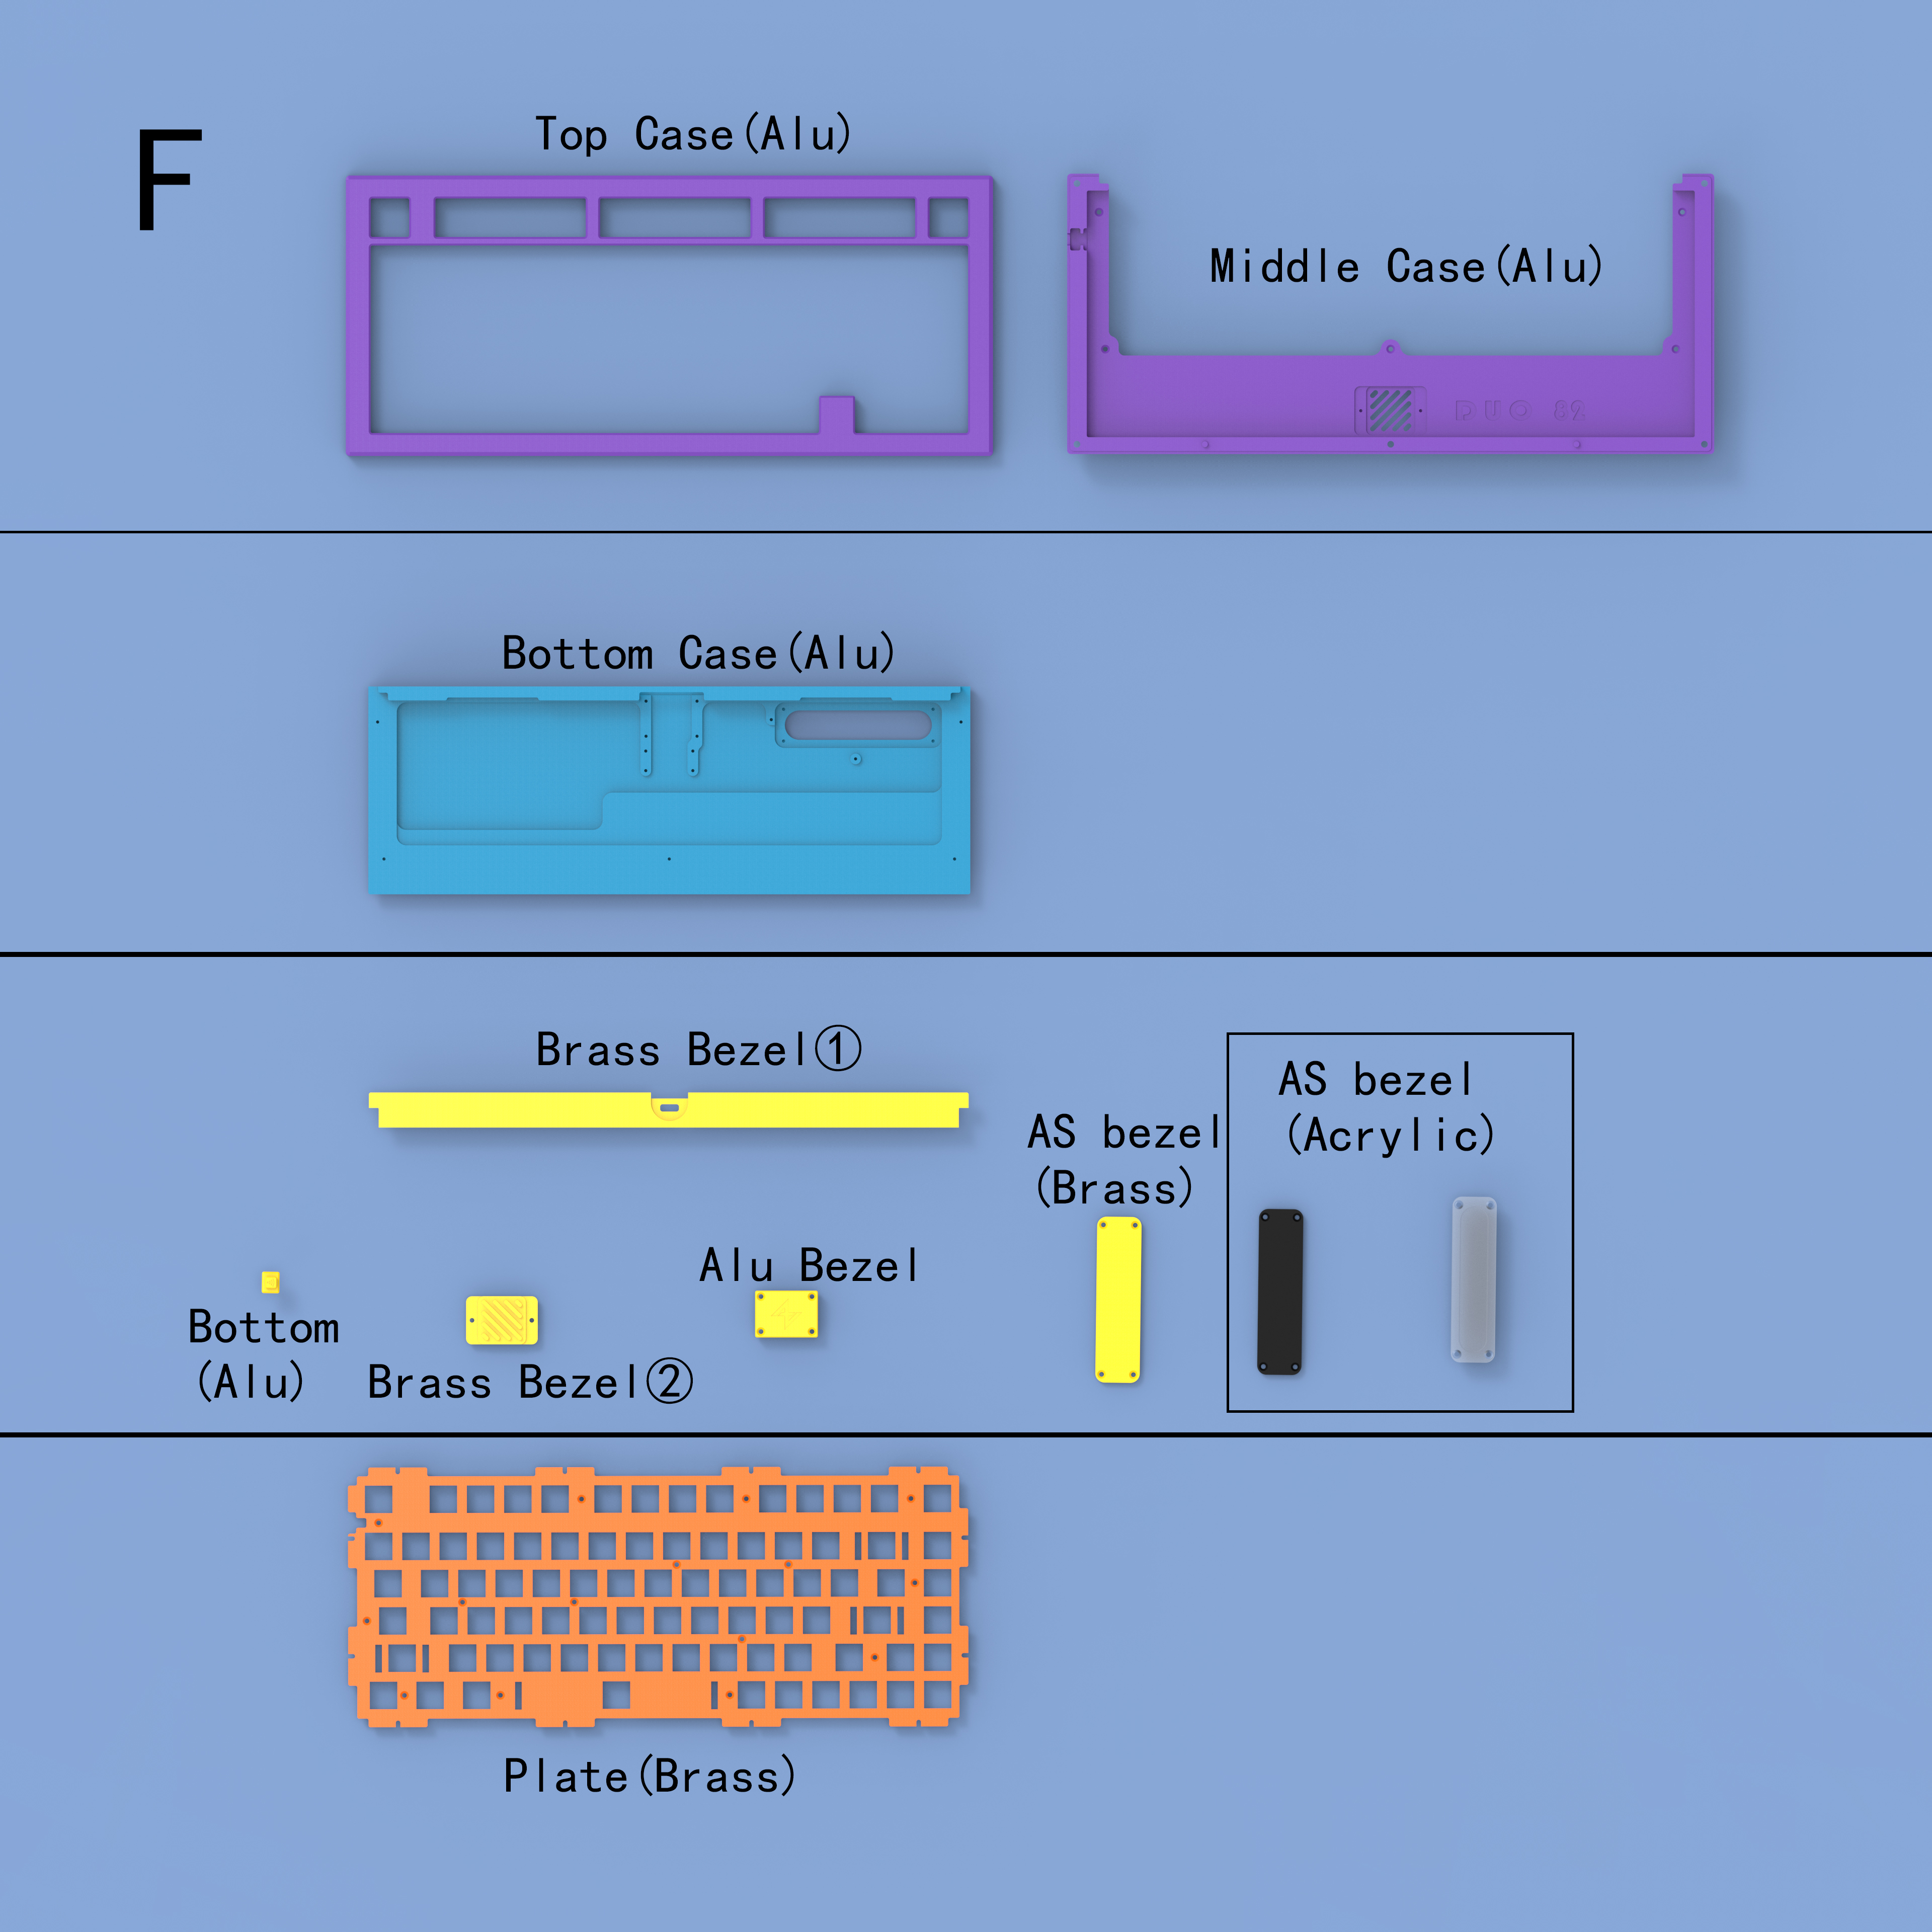 F
Top Case(Alu)
Middle Case(Alu)
DUO 82
Bottom Case(Alu)
Brass Bezel①
AS bezel
(Brass)
AS bezel
(Acrylic)
Bottom
(Alu)
Brass Bezel②
Alu Bezel
Plate(Brass)